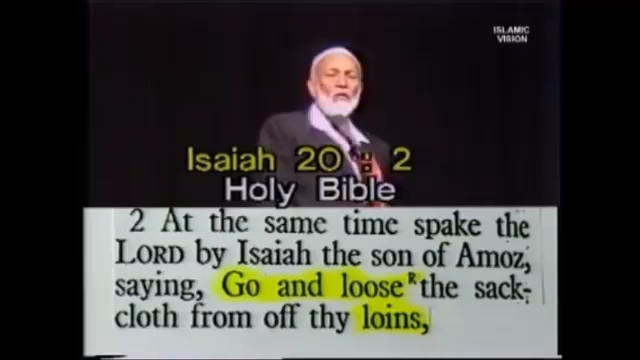 ISLAMIC
VISION
Isaiah 20 : 2
Holy Bible
2 At the same time spake the
LORD by Isaiah the son of Amoz,
saying, Go and loose R the sack-
cloth from off thy loins,